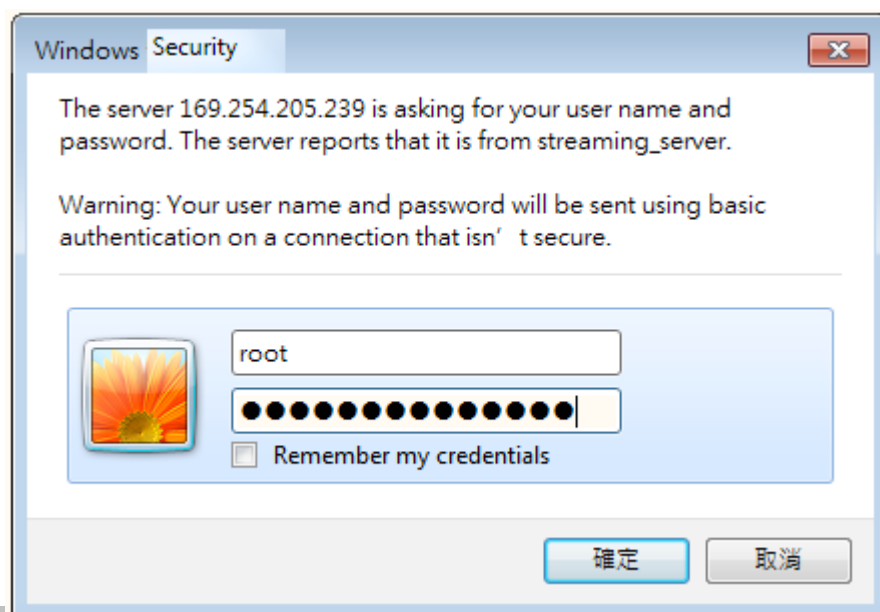 Windows Security
The server 169.254.205.239 is asking for your user name and
password. The server reports that it is from streaming_server.
Warning: Your user name and password will be sent using basic
authentication on a connection that isn’t secure.
root
●●●●●●●●●●●●●●
Remember my credentials
確定 取消